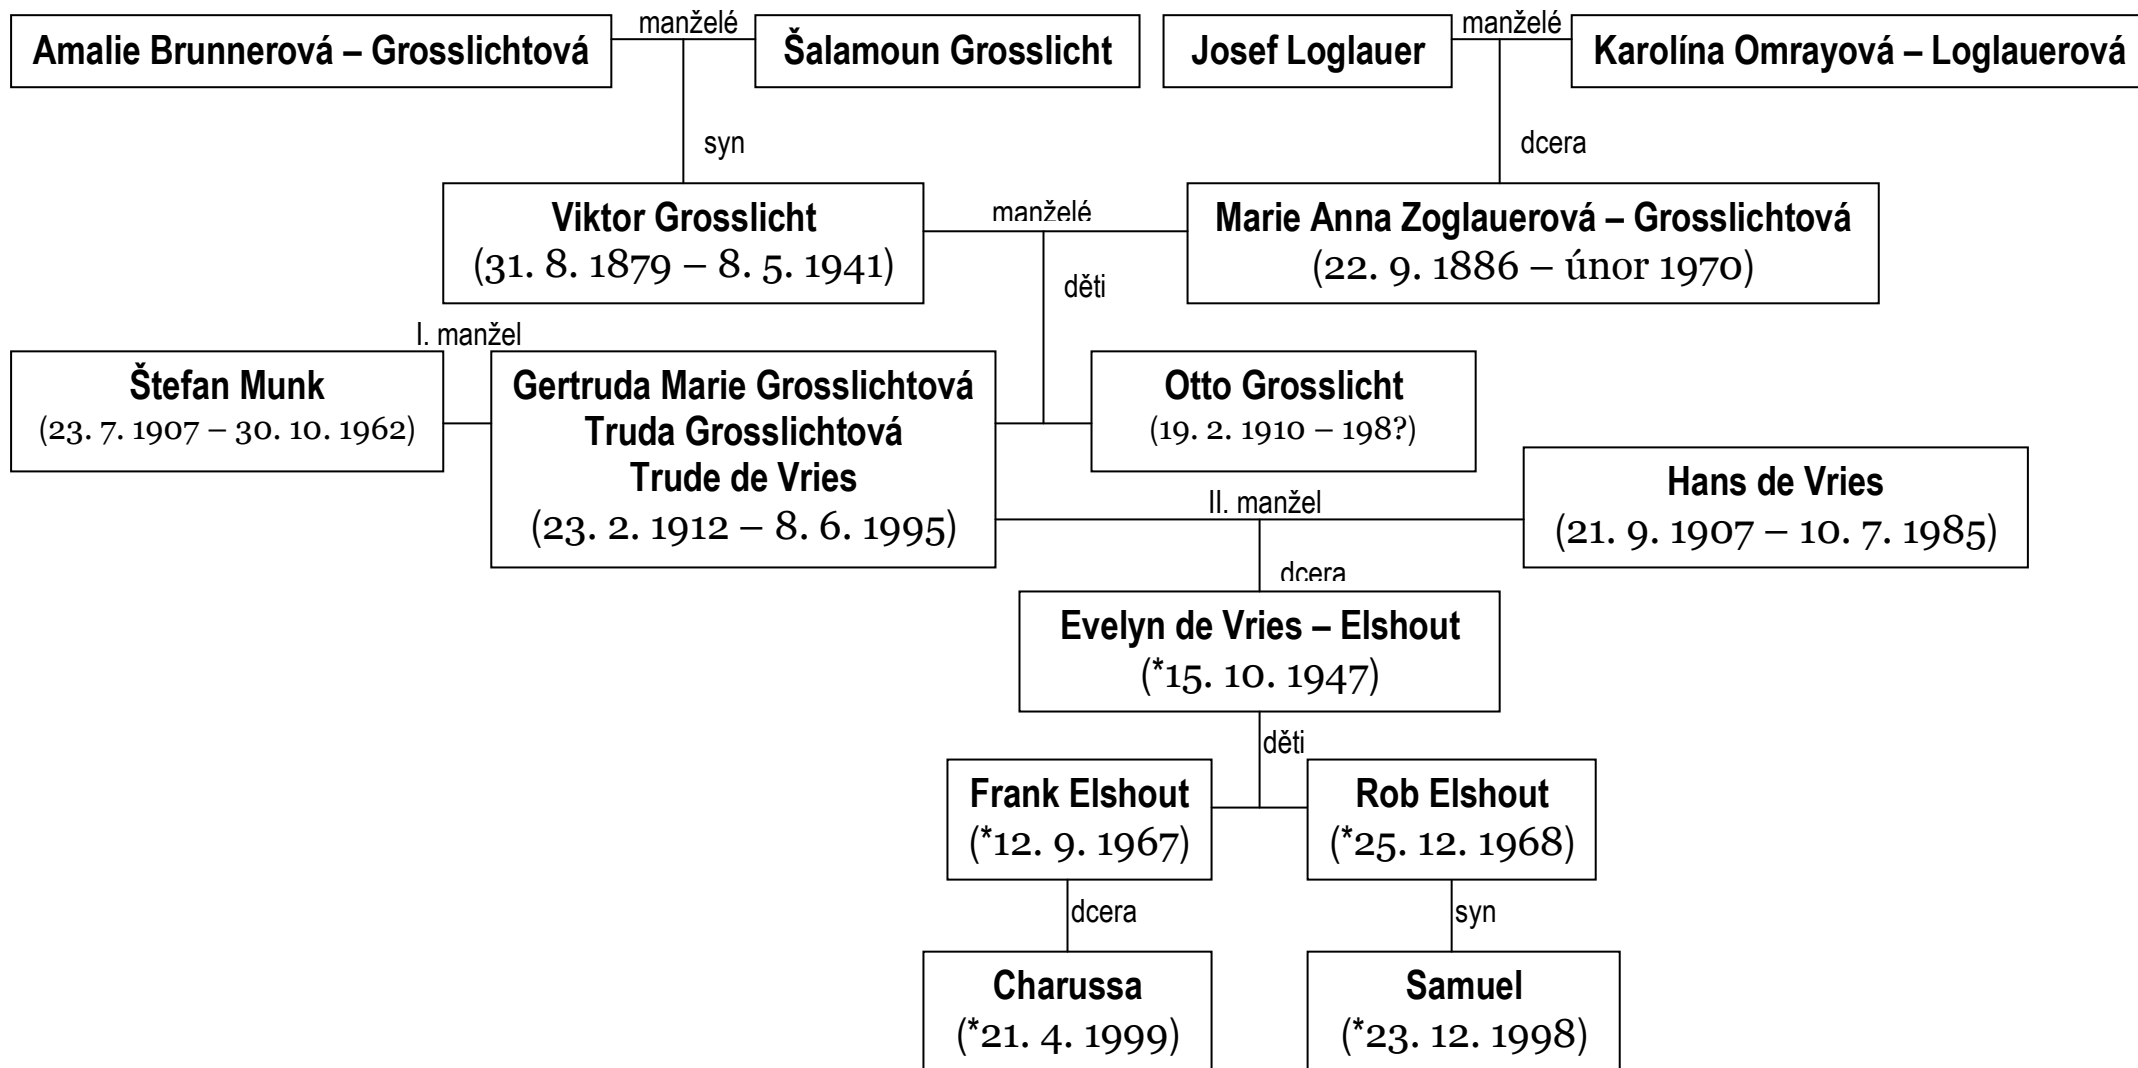 manželé
manželé
Amalie Brunnerová – Grosslichtová
Šalamoun Grosslicht
Josef Loglauer
Karolína Omrayová – Loglauerová
syn
dcera
Viktor Grosslicht
(31. 8. 1879 – 8. 5. 1941)
manželé
Marie Anna Zoglauerová – Grosslichtová
(22. 9. 1886 – únor 1970)
děti
I. manžel
Štefan Munk
(23. 7. 1907 – 30. 10. 1962)
Gertruda Marie Grosslichtová
Truda Grosslichtová
Trude de Vries
(23. 2. 1912 – 8. 6. 1995)
Otto Grosslicht
(19. 2. 1910 – 198?)
II. manžel
Hans de Vries
(21. 9. 1907 – 10. 7. 1985)
dcera
Evelyn de Vries – Elshout
(*15. 10. 1947)
děti
Frank Elshout
(*12. 9. 1967)
Rob Elshout
(*25. 12. 1968)
dcera
syn
Charussa
(*21. 4. 1999)
Samuel
(*23. 12. 1998)